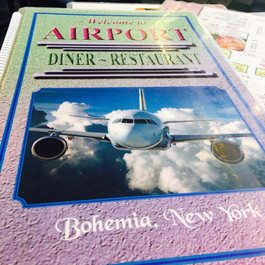 Welcome to
AIRPORT
DINER ~ RESTAURANT
Bohemia, New York